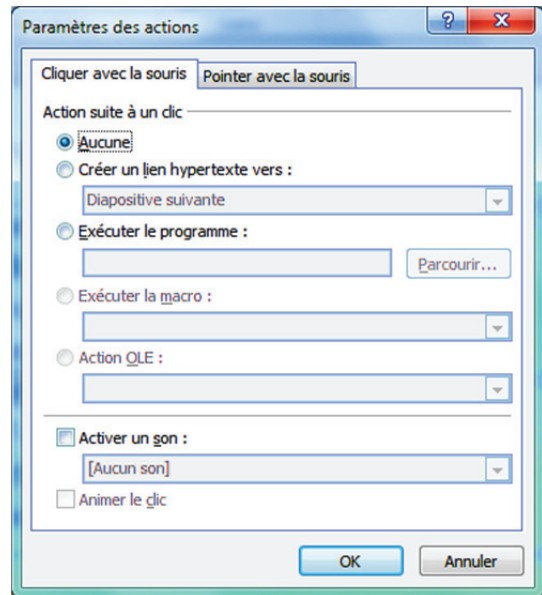 Paramètres des actions
Cliquer avec la souris Pointer avec la souris
Action suite à un clic
Aucune
Créer un lien hypertexte vers :
Diapositive suivante
Exécuter le programme :
Parcourir...
Exécuter la macro :
Action OLE :
Activer un son :
[Aucun son]
Animer le clic
OK Annuler